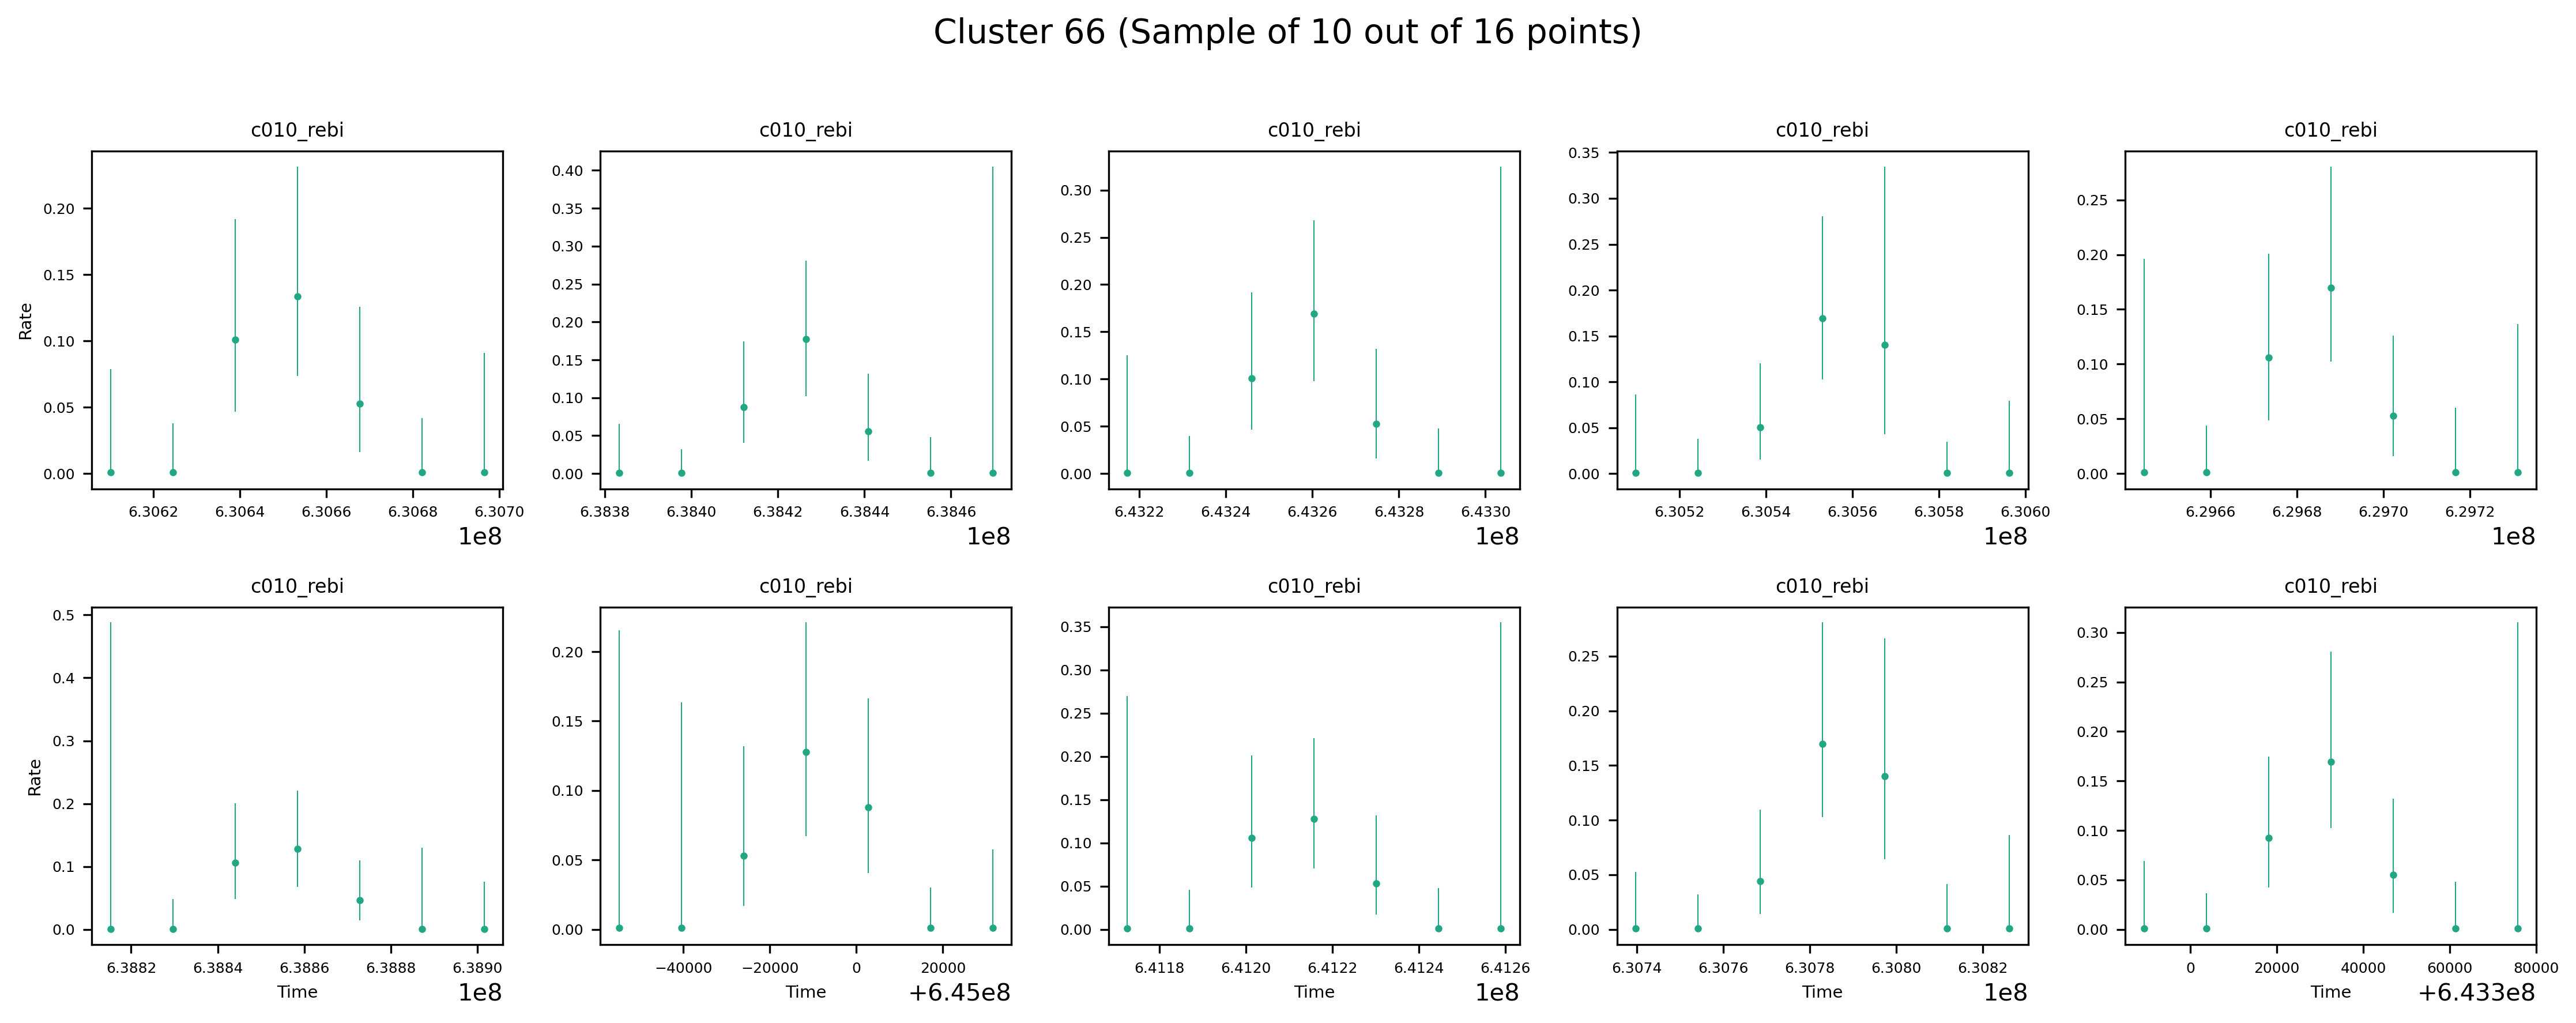 Cluster 66 (Sample of 10 out of 16 points)
c010_rebi c010_rebi c010_rebi c010_rebi c010_rebi
Rate
0.20
0.15
0.10
0.05
0.00
6.3062 6.3064 6.3066 6.3068 6.3070
1e8
0.40
0.35
0.30
0.25
0.20
0.15
0.10
0.05
0.00
6.3838 6.3840 6.3842 6.3844 6.3846
1e8
0.30
0.25
0.20
0.15
0.10
0.05
0.00
6.4322 6.4324 6.4326 6.4328 6.4330
1e8
0.35
0.30
0.25
0.20
0.15
0.10
0.05
0.00
6.3052 6.3054 6.3056 6.3058 6.3060
1e8
0.25
0.20
0.15
0.10
0.05
0.00
6.2966 6.2968 6.2970 6.2972
1e8
c010_rebi c010_rebi c010_rebi c010_rebi c010_rebi
Rate
0.5
0.4
0.3
0.2
0.1
0.0
6.3882 6.3884 6.3886 6.3888 6.3890
Time 1e8
0.20
0.15
0.10
0.05
0.00
−40000 −20000 0 20000
Time +6.45e8
0.35
0.30
0.25
0.20
0.15
0.10
0.05
0.00
6.4118 6.4120 6.4122 6.4124 6.4126
Time 1e8
0.25
0.20
0.15
0.10
0.05
0.00
6.3074 6.3076 6.3078 6.3080 6.3082
Time 1e8
0.30
0.25
0.20
0.15
0.10
0.05
0.00
0 20000 40000 60000 80000
Time +6.433e8